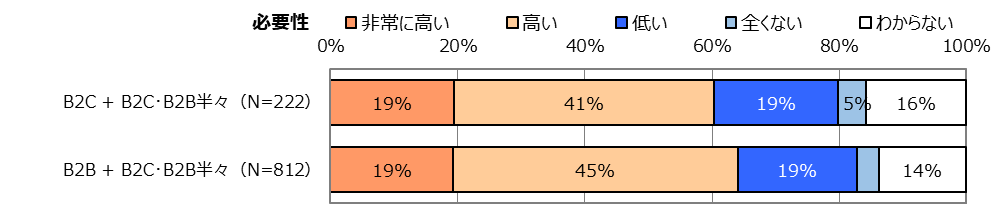 必要性 非常に高い 高い 低い 全くない わからない
0% 20% 40% 60% 80% 100%
B2C + B2C･B2B半々（N=222） 19% 41% 19% 5% 16%
B2B + B2C･B2B半々（N=812） 19% 45% 19% 14%